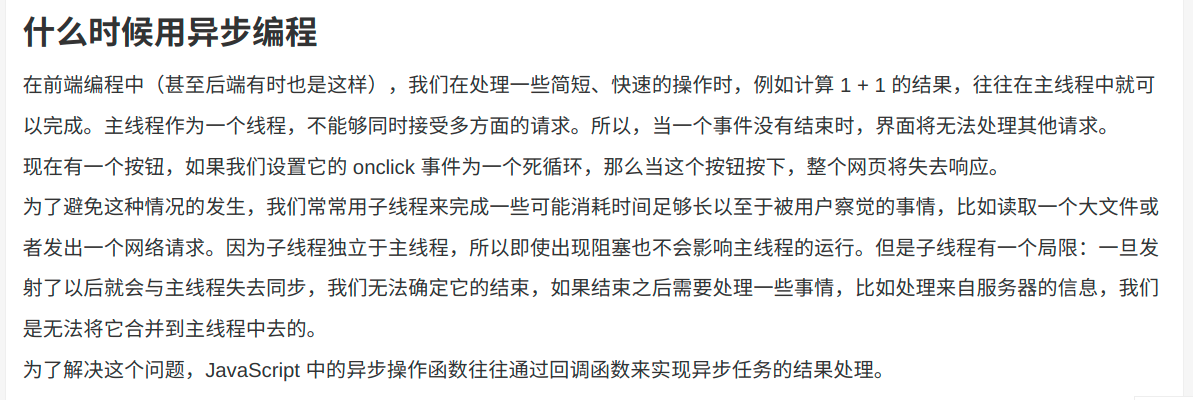 什么时候用异步编程
在前端编程中（甚至后端有时也是这样），我们在处理一些简短、快速的操作时，例如计算 1 + 1 的结果，往往在主线程中就可
以完成。主线程作为一个线程，不能够同时接受多方面的请求。所以，当一个事件没有结束时，界面将无法处理其他请求。
现在有一个按钮，如果我们设置它的 onclick 事件为一个死循环，那么当这个按钮按下，整个网页将失去响应。
为了避免这种情况的发生，我们常常用子线程来完成一些可能消耗时间足够长以至于被用户察觉的事情，比如读取一个大文件或
者发出一个网络请求。因为子线程独立于主线程，所以即使出现阻塞也不会影响主线程的运行。但是子线程有一个局限：一旦发
射了以后就会与主线程失去同步，我们无法确定它的结束，如果结束之后需要处理一些事情，比如处理来自服务器的信息，我们
是无法将它合并到主线程中去的。
为了解决这个问题，JavaScript 中的异步操作函数往往通过回调函数来实现异步任务的结果处理。